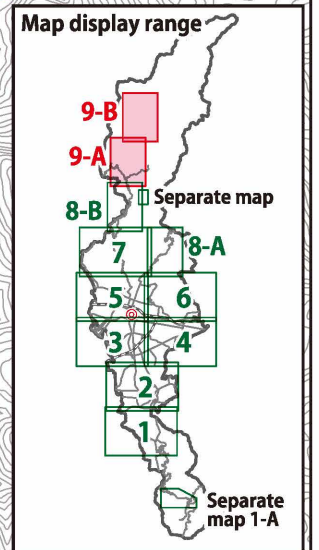 Map display range
9-B
9-A
Separate map
8-B
8-A
7
5
6
3
4
2
1
Separate
map 1-A